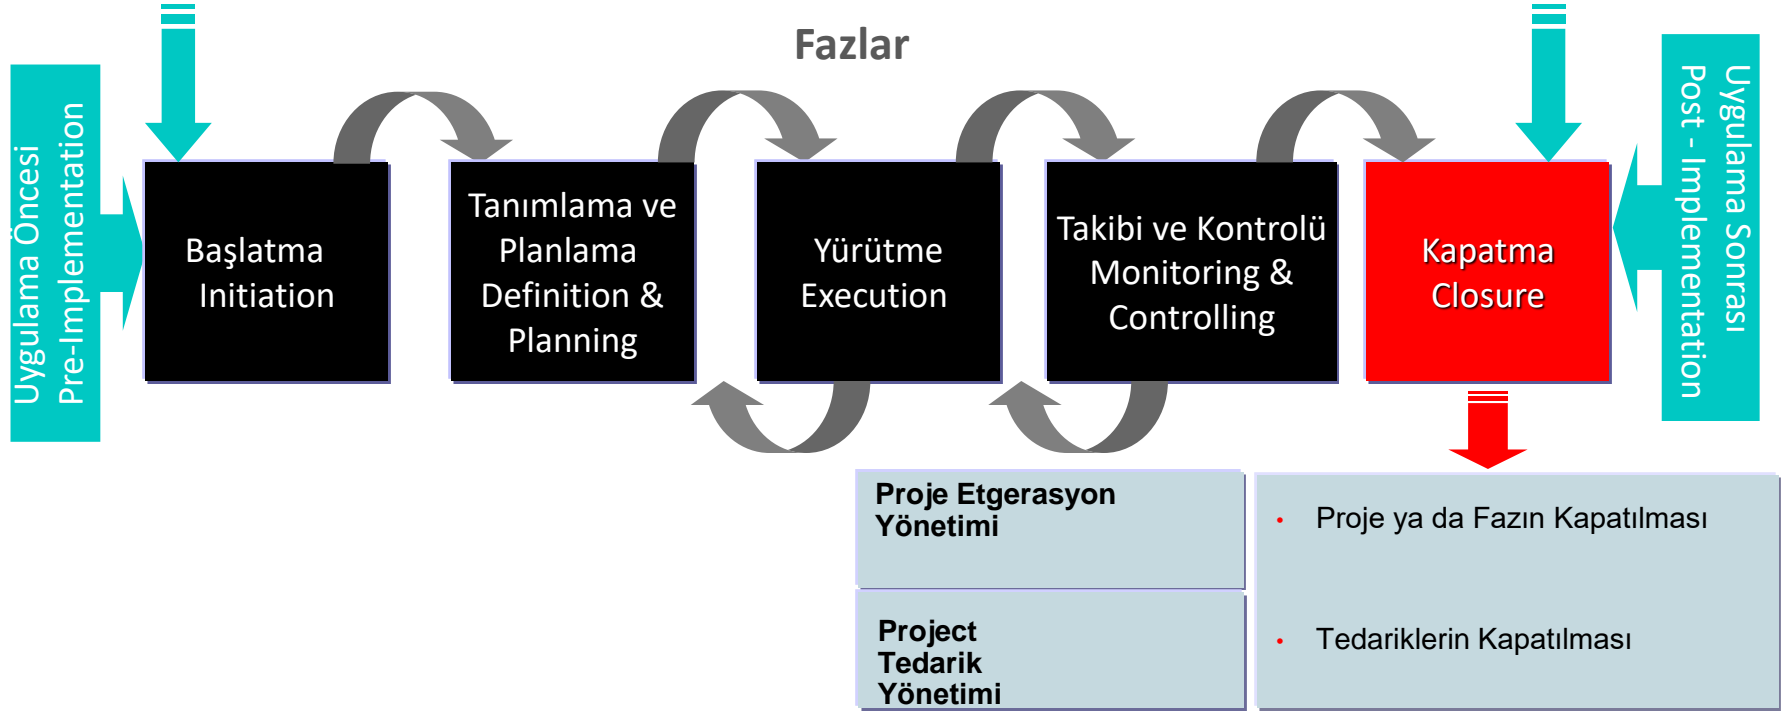 Fazlar
Uygulama Öncesi
Pre-Implementation
Başlatma
Initiation
Tanımlama ve
Planlama
Definition &
Planning
Yürütme
Execution
Takibi ve Kontrolü
Monitoring &
Controlling
Kapatma
Closure
Uygulama Sonrası
Post - Implementation
Proje Etgerasyon
Yönetimi
• Proje ya da Fazın Kapatılması
Project
Tedarik
Yönetimi
• Tedariklerin Kapatılması